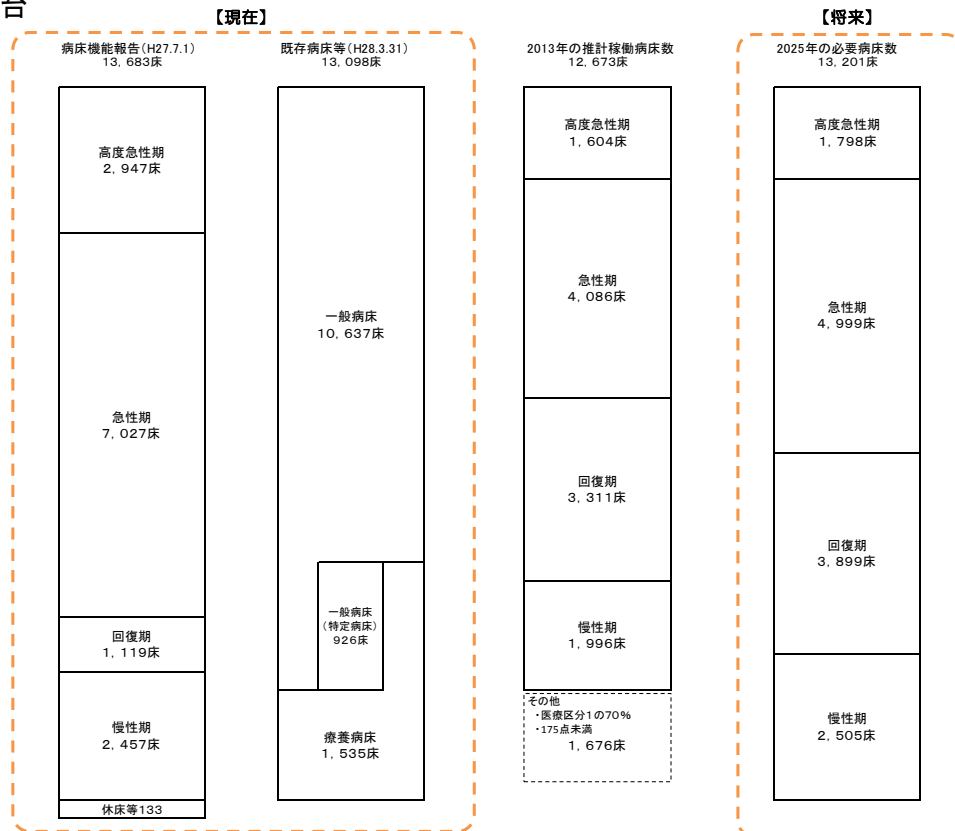 台
【現在】
【将来】
病床機能報告(H27.7.1)
13,683床
高度急性期
2,947床
急性期
7,027床
回復期
1,119床
慢性期
2,457床
休床等133
既存病床等(H28.3.31)
13,098床
一般病床
10,637床
一般病床
(特定病床)
926床
療養病床
1,535床
2013年の推計稼働病床数
12,673床
高度急性期
1,604床
急性期
4,086床
回復期
3,311床
慢性期
1,996床
その他
・医療区分1の70%
・175点未満
1,676床
2025年の必要病床数
13,201床
高度急性期
1,798床
急性期
4,999床
回復期
3,899床
慢性期
2,505床